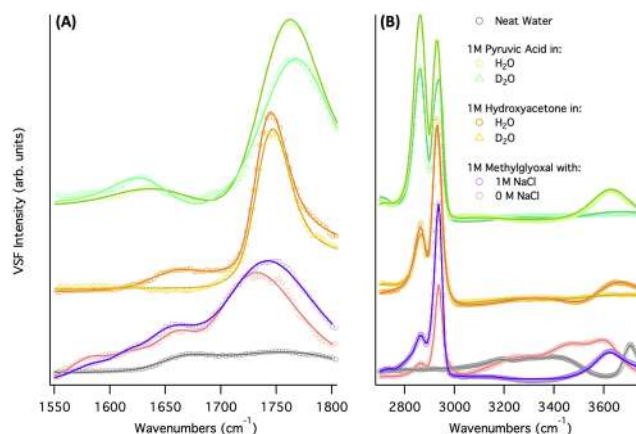 (A)
(B)
Neat Water
1M Pyruvic Acid in:
H2O
D2O
1M Hydroxyacetone in:
H2O
D2O
1M Methylglyoxal with:
1M NaCl
0 M NaCl
VSF Intensity (arb. units)
1550 1600 1650 1700 1750 1800
2800 3000 3400 3600
Wavenumbers (cm-1)
Wavenumbers (cm-1)